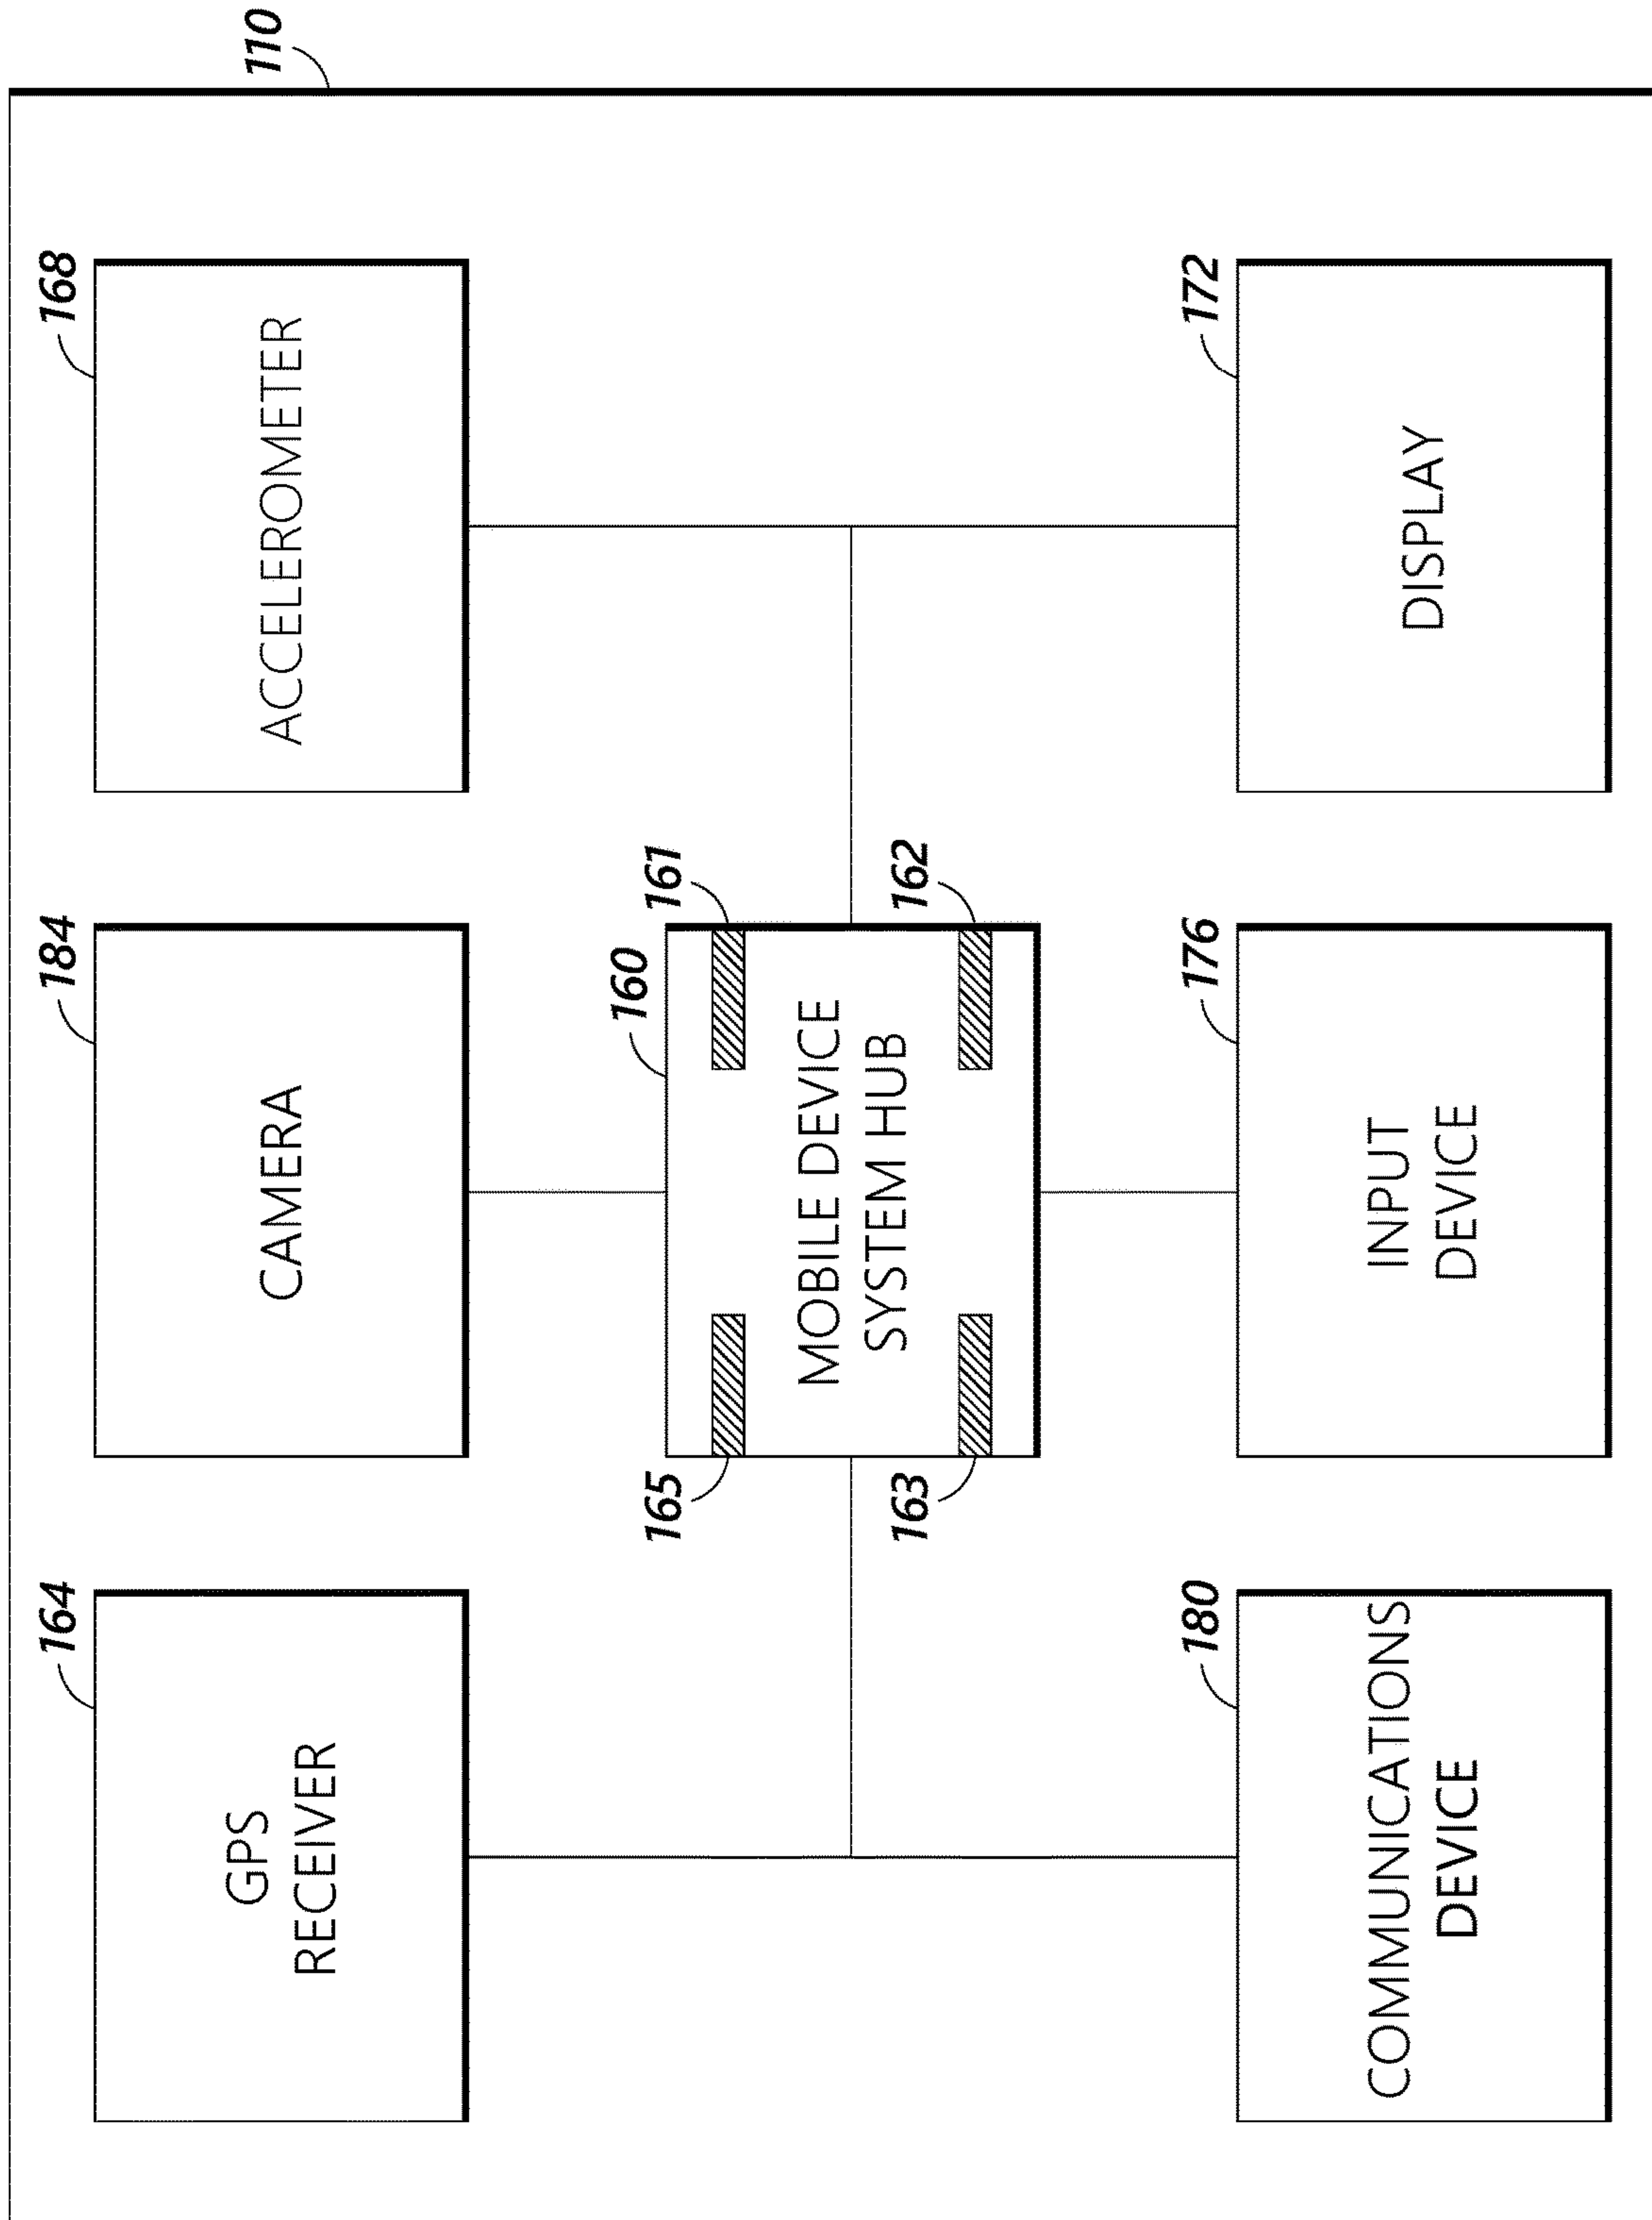 164
184
168
110
GPS
RECEIVER
CAMERA
ACCELEROMETER
160
165
161
MOBILE DEVICE
SYSTEM HUB
163
162
180
176
172
COMMUNICATIONS
DEVICE
INPUT
DEVICE
DISPLAY